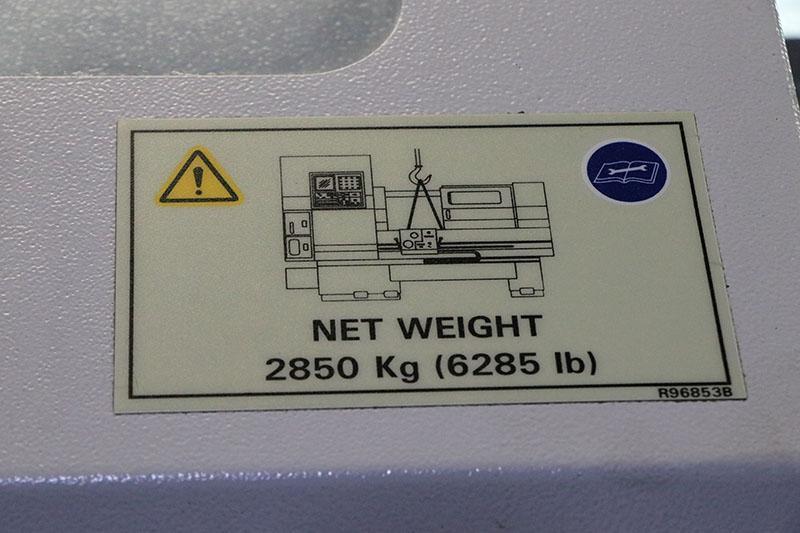 NET WEIGHT
2850 Kg (6285 lb)
R96853B